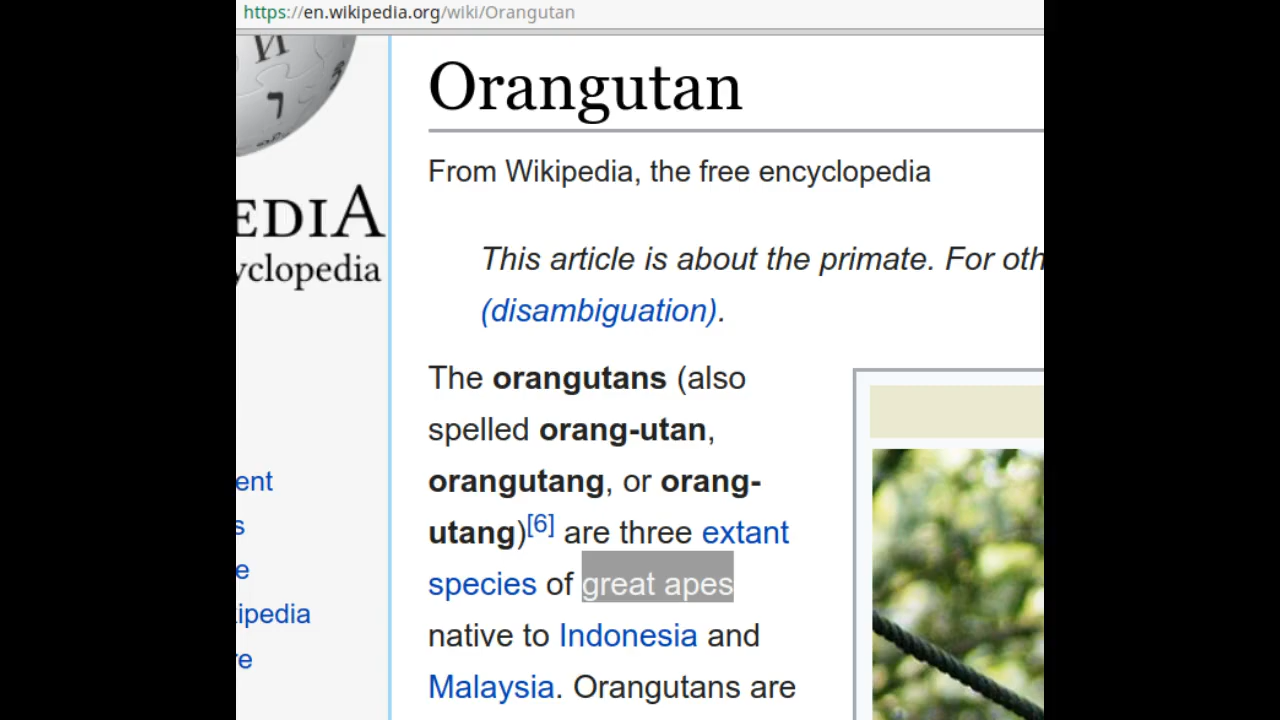 https://en.wikipedia.org/wiki/Orangutan
И
ר
EDIA
yclopedia
Orangutan
From Wikipedia, the free encyclopedia
This article is about the primate. For oth
(disambiguation).
The orangutans (also
spelled orang-utan,
orangutang, or orang-
utang)[6] are three extant
species of great apes
native to Indonesia and
Malaysia. Orangutans are
ent
s
e
ipedia
re